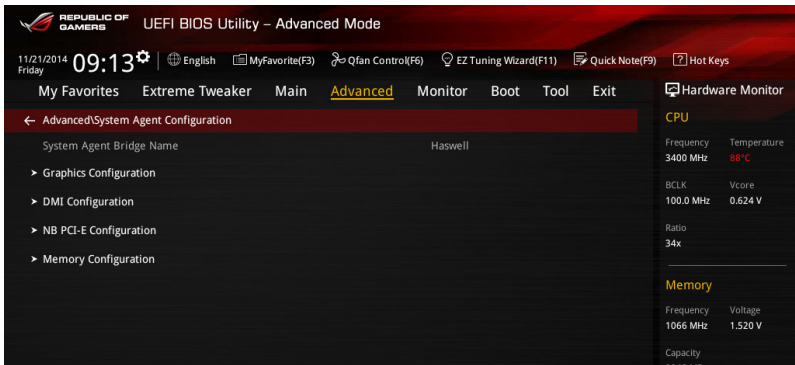 REPUBLIC OF
GAMERS
UEFI BIOS Utility – Advanced Mode
11/21/2014
Friday
09:13
English
MyFavorite(F3)
Qfan Control(F6)
EZ Tuning Wizard(F11)
Quick Note(F9)
? Hot Keys
My Favorites Extreme Tweaker Main Advanced Monitor Boot Tool Exit
Hardware Monitor
← Advanced\System Agent Configuration
System Agent Bridge Name Haswell
> Graphics Configuration
> DMI Configuration
> NB PCI-E Configuration
> Memory Configuration
CPU
Frequency Temperature
3400 MHz 88°C
BCLK Vcore
100.0 MHz 0.624 V
Ratio
34x
Memory
Frequency Voltage
1066 MHz 1.520 V
Capacity